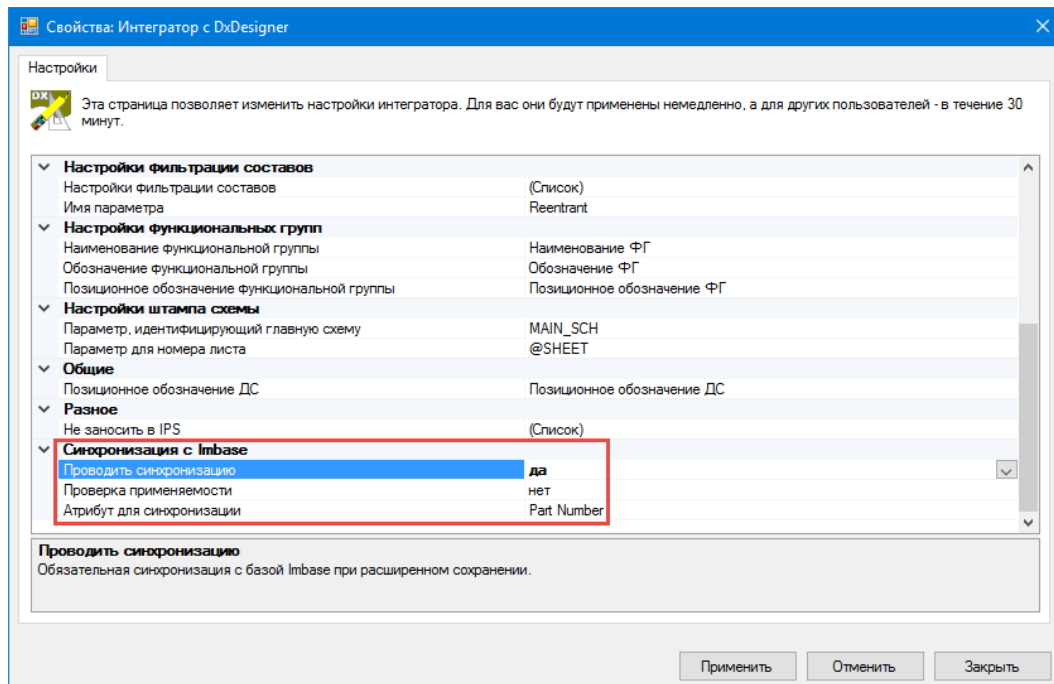 Свойства: Интегратор с DxDesigner
Настройки
DX
Эта страница позволяет изменить настройки интегратора. Для вас они будут применены немедленно, а для других пользователей - в течение 30
минут.
Настройки фильтрации составов
Настройки фильтрации составов (Список)
Имя параметра Reentrant
Настройки функциональных групп
Наименование функциональной группы Наименование ФГ
Обозначение функциональной группы Обозначение ФГ
Позиционное обозначение функциональной группы Позиционное обозначение ФГ
Настройки штампа схемы
Параметр, идентифицирующий главную схему MAIN_SCH
Параметр для номера листа @SHEET
Общие
Позиционное обозначение ДС Позиционное обозначение ДС
Разное
Не заносить в IPS (Список)
Синхронизация с Imbase
Проводить синхронизацию да
Проверка применяемости нет
Атрибут для синхронизации Part Number
Проводить синхронизацию
Обязательная синхронизация с базой Imbase при расширенном сохранении.
Применить Отменить Закрыть